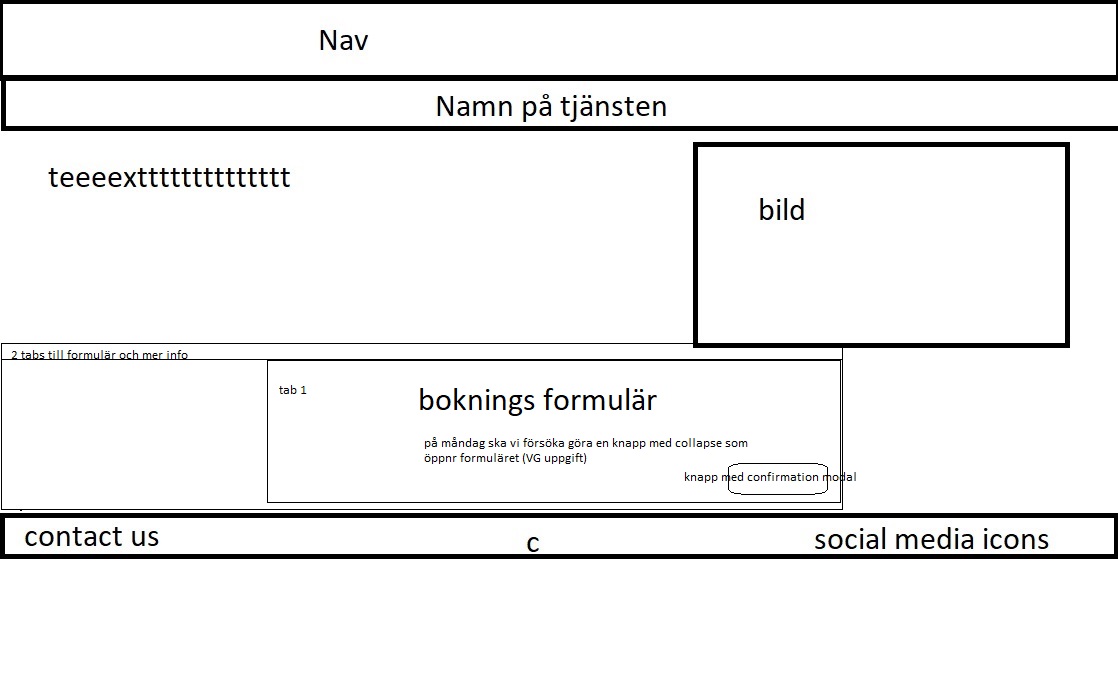 Nav
Namn på tjänsten
teeeexttttttttttttttt
bild
2 tabs till formulär och mer info
tab 1
boknings formulär
på måndag ska vi försöka göra en knapp med collapse som
öppnr formuläret (VG uppgift)
knapp med confirmation modal
contact us
c
social media icons